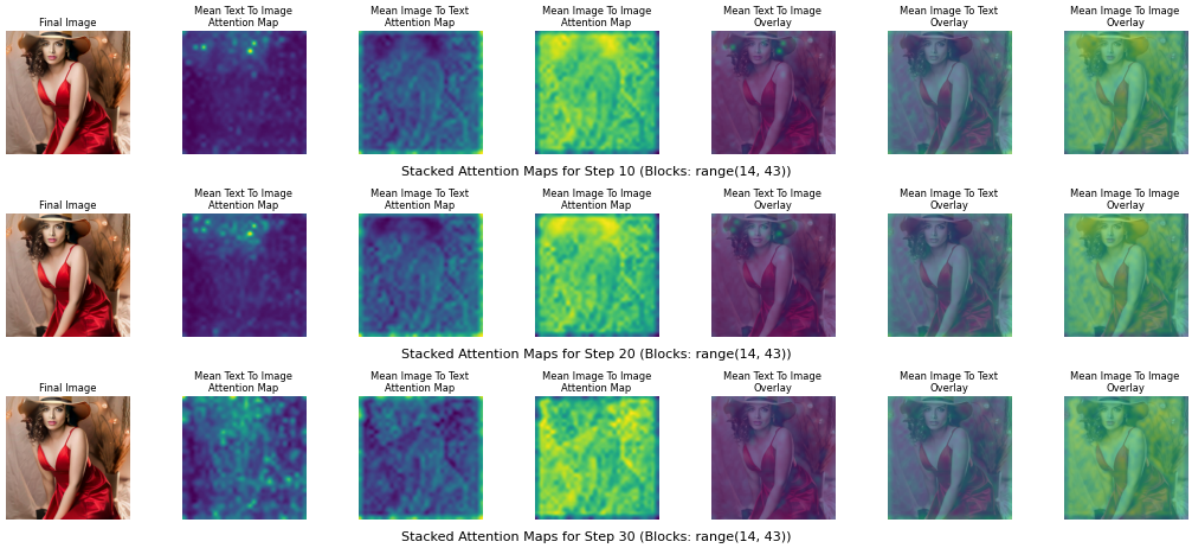 Final Image
Mean Text To Image
Attention Map
Mean Image To Text
Attention Map
Mean Image To Image
Attention Map
Mean Text To Image
Overlay
Mean Image To Text
Overlay
Mean Image To Image
Overlay
Stacked Attention Maps for Step 10 (Blocks: range(14, 43))
Final Image
Mean Text To Image
Attention Map
Mean Image To Text
Attention Map
Mean Image To Image
Attention Map
Mean Text To Image
Overlay
Mean Image To Text
Overlay
Mean Image To Image
Overlay
Stacked Attention Maps for Step 20 (Blocks: range(14, 43))
Final Image
Mean Text To Image
Attention Map
Mean Image To Text
Attention Map
Mean Image To Image
Attention Map
Mean Text To Image
Overlay
Mean Image To Text
Overlay
Mean Image To Image
Overlay
Stacked Attention Maps for Step 30 (Blocks: range(14, 43))